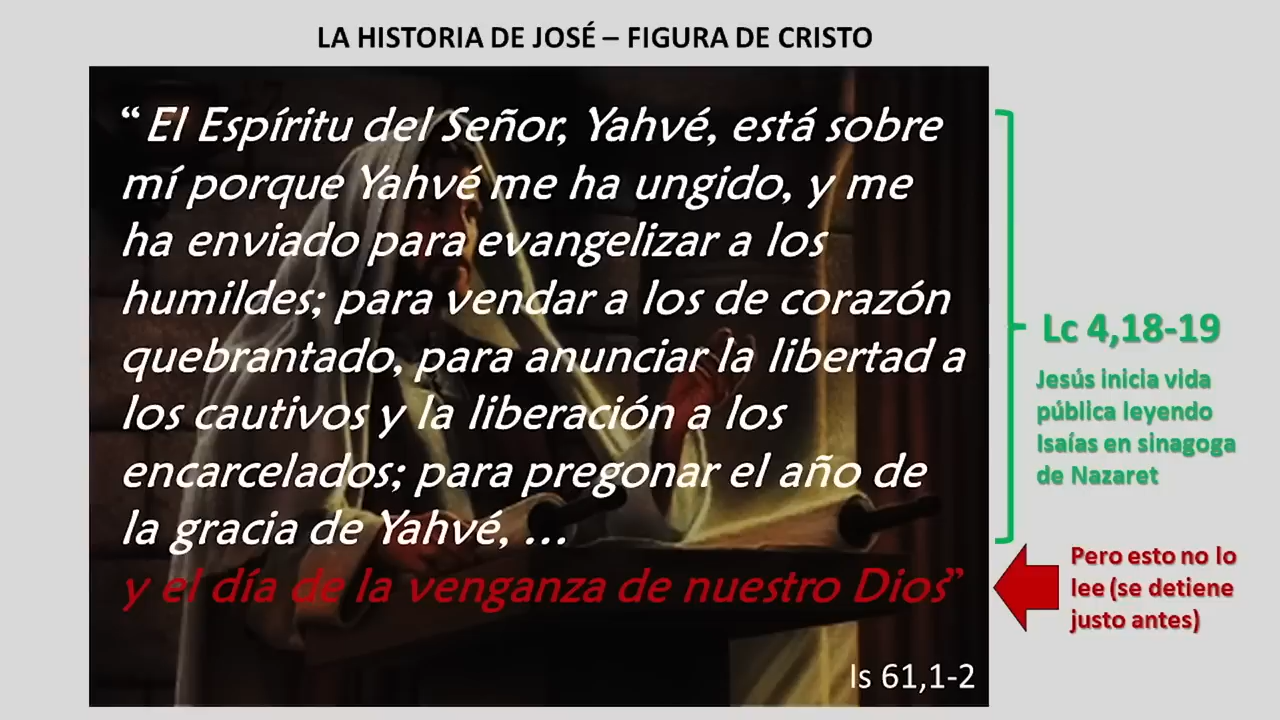 LA HISTORIA DE JOSÉ – FIGURA DE CRISTO
“ El Espíritu del Señor, Yahvé, está sobre
mí porque Yahvé me ha ungido, y me
ha enviado para evangelizar a los
humildes; para vendar a los de corazón
quebrantado, para anunciar la libertad a
los cautivos y la liberación a los
encarcelados; para pregonar el año de
la gracia de Yahvé, ...
y el día de la venganza de nuestro Dios”
Is 61,1-2
Lc 4,18-19
Jesús inicia vida
pública leyendo
Isaías en sinagoga
de Nazaret
Pero esto no lo
lee (se detiene
justo antes)